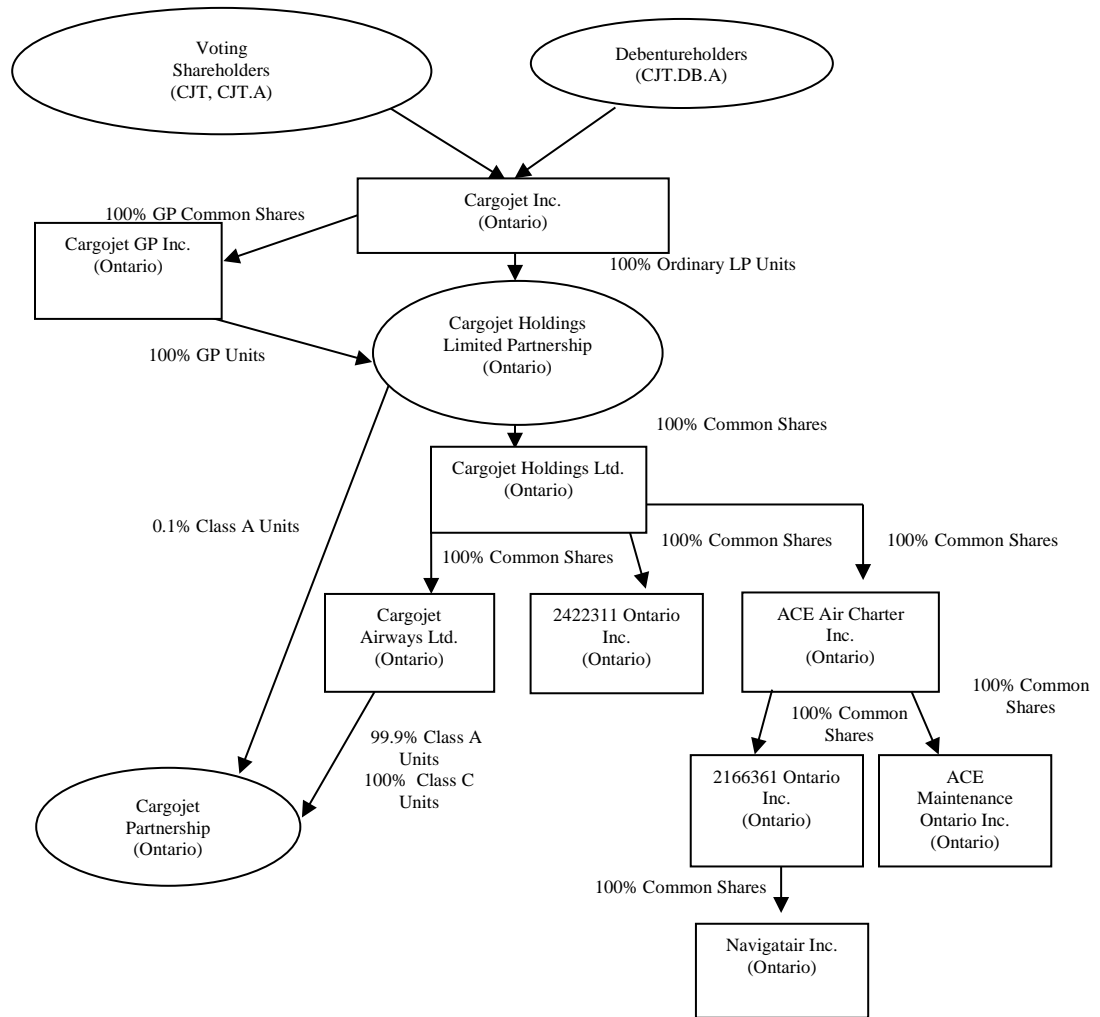 Voting
Shareholders
(CJT, CJT.A)
Debentureholders
(CJT.DB.A)
Cargojet Inc.
(Ontario)
100% GP Common Shares
Cargojet GP Inc.
(Ontario)
100% Ordinary LP Units
Cargojet Holdings
Limited Partnership
(Ontario)
100% GP Units
100% Common Shares
Cargojet Holdings Ltd.
(Ontario)
0.1% Class A Units
100% Common Shares
100% Common Shares
100% Common Shares
Cargojet
Airways Ltd.
(Ontario)
2422311 Ontario
Inc.
(Ontario)
ACE Air Charter
Inc.
(Ontario)
100% Common
Shares
100% Common
Shares
99.9% Class A
Units
100%  Class C
Units
Cargojet
Partnership
(Ontario)
2166361 Ontario
Inc.
(Ontario)
ACE
Maintenance
Ontario Inc.
(Ontario)
100% Common Shares
Navigatair Inc.
(Ontario)